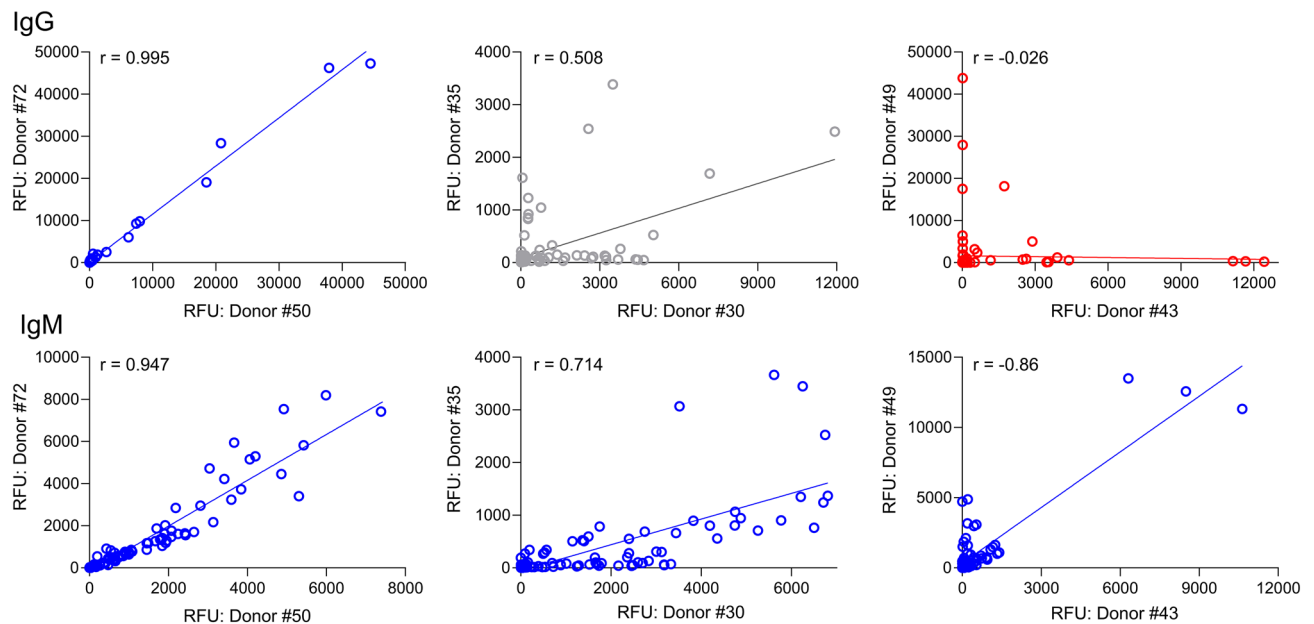 IgG
r = 0.995
RFU: Donor #72
50000
40000
30000
20000
10000
0
0 10000 20000 30000 40000 50000
RFU: Donor #50
r = 0.508
RFU: Donor #35
4000
3000
2000
1000
0
0 3000 6000 9000 12000
RFU: Donor #30
r = -0.026
RFU: Donor #49
50000
40000
30000
20000
10000
0
0 3000 6000 9000 12000
RFU: Donor #43
IgM
r = 0.947
RFU: Donor #72
10000
8000
6000
4000
2000
0
0 2000 4000 6000 8000
RFU: Donor #50
r = 0.714
RFU: Donor #35
4000
3000
2000
1000
0
0 2000 4000 6000
RFU: Donor #30
r = -0.86
RFU: Donor #49
15000
10000
5000
0
0 3000 6000 9000 12000
RFU: Donor #43